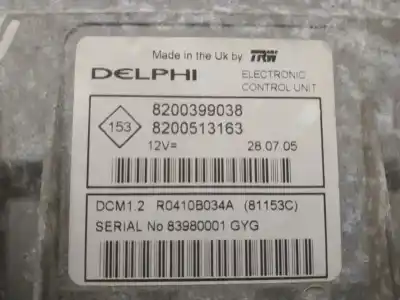 Made in the Uk by TRW
DELPHI
ELECTRONIC
CONTROL UNIT
153
8200399038
8200513163
12V=
28.07.05
DCM1.2 R0410B034A (81153C)
SERIAL No 83980001 GYG